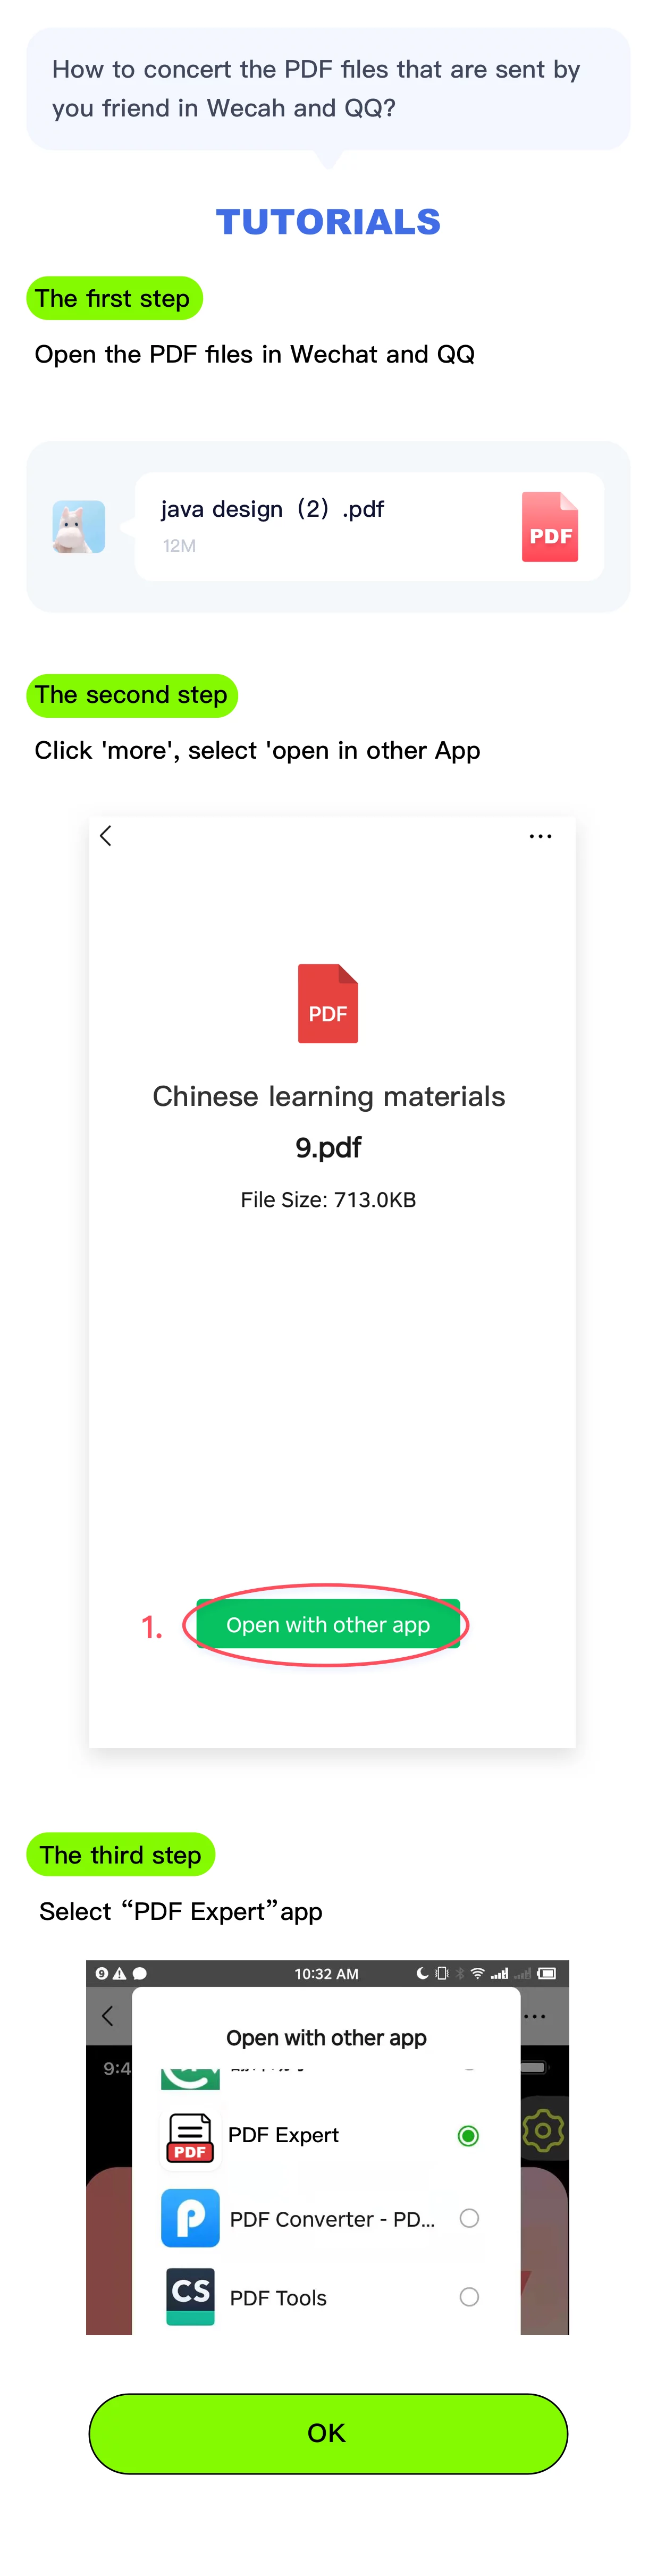 How to concert the PDF files that are sent by
you friend in Wecah and QQ?
TUTORIALS
The first step
Open the PDF files in Wechat and QQ
java design（2）.pdf
12M
PDF
The second step
Click 'more', select 'open in other App
PDF
Chinese learning materials
9.pdf
File Size: 713.0KB
1.
Open with other app
The third step
Select “PDF Expert”app
9
10:32 AM
Open with other app
9:4
PDF
PDF Expert
PDF Converter - PD...
CS
PDF Tools
OK